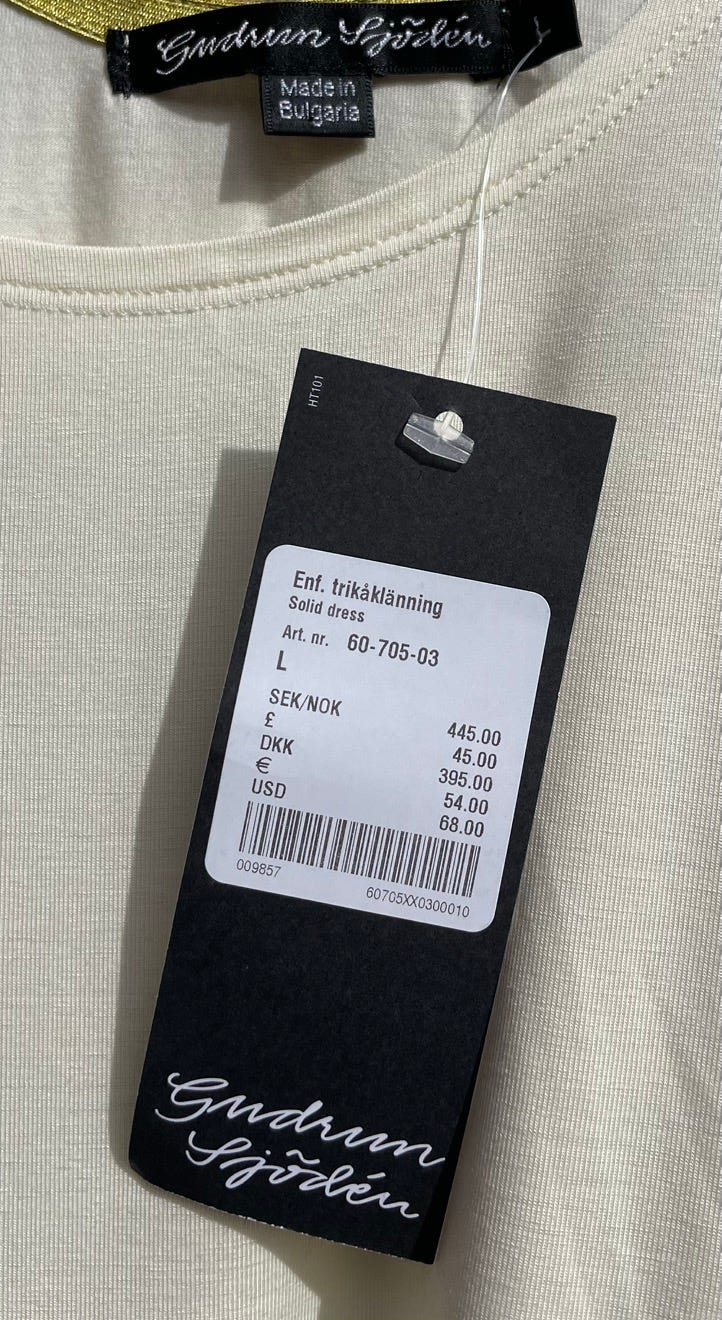 Gudrun Sjödén
L
Made in
Bulgaria
HT101
Enf. trikåklänning
Solid dress
Art. nr. 60-705-03
L
SEK/NOK 445.00
£ 45.00
DKK 395.00
€ 54.00
USD 68.00
009857
60705XX0300010
Gudrun
Sjödén